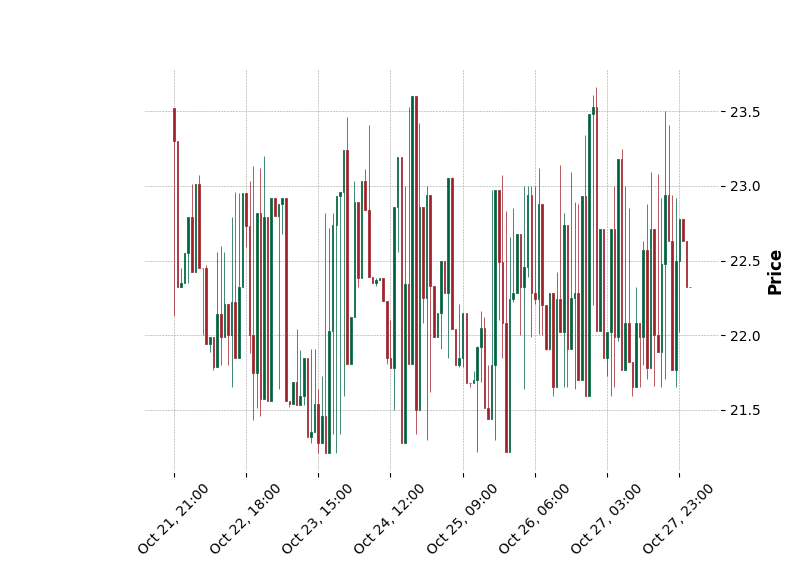 23.5
23.0
22.5
22.0
21.5
Price
Oct 21, 21:00
Oct 22, 18:00
Oct 23, 15:00
Oct 24, 12:00
Oct 25, 09:00
Oct 26, 06:00
Oct 27, 03:00
Oct 27, 23:00